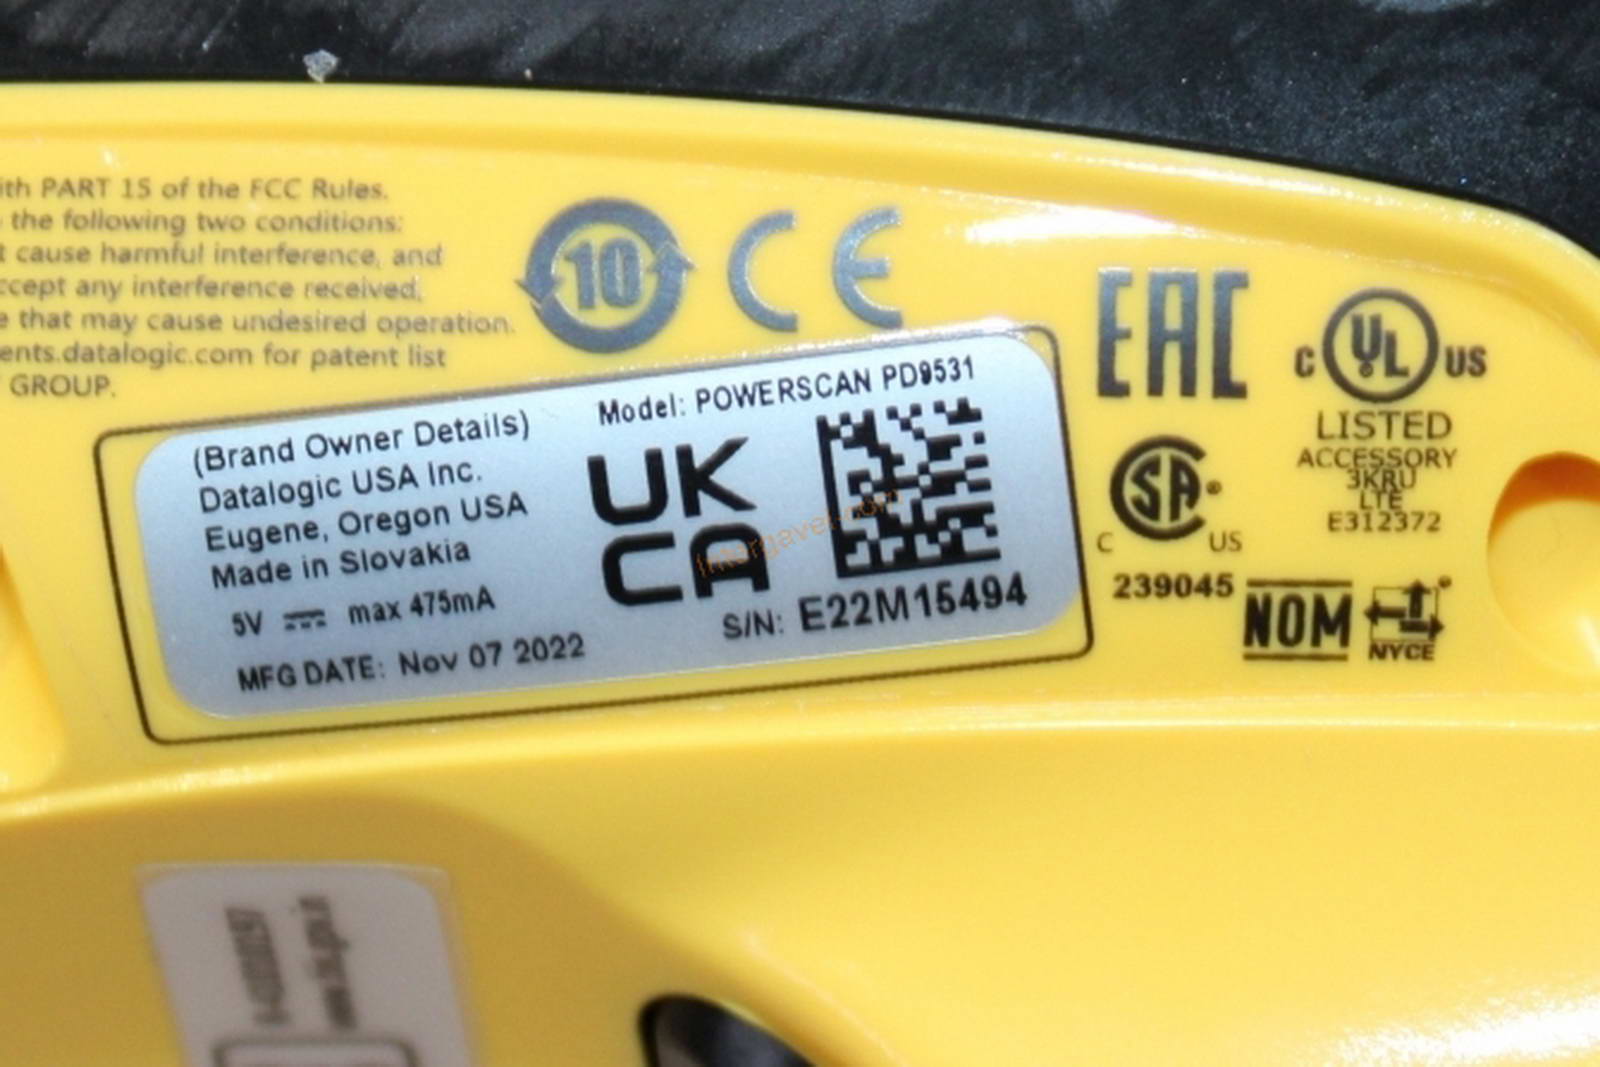 ith PART 15 of the FCC Rules.
the following two conditions:
t cause harmful interference, and
ccept any interference received,
e that may cause undesired operation.
ents.datalogic.com for patent list
GROUP.
10
CE
EAC
C UL US
LISTED
ACCESSORY
3KRU
LTE
E312372
(Brand Owner Details)
Datalogic USA Inc.
Eugene, Oregon USA
Made in Slovakia
5V max 475mA
MFG DATE: Nov 07 2022
Model: POWERSCAN PD9531
UK
CA
S/N: E22M15494
intergavel.com
C SA US
239045
NOM
NYCE